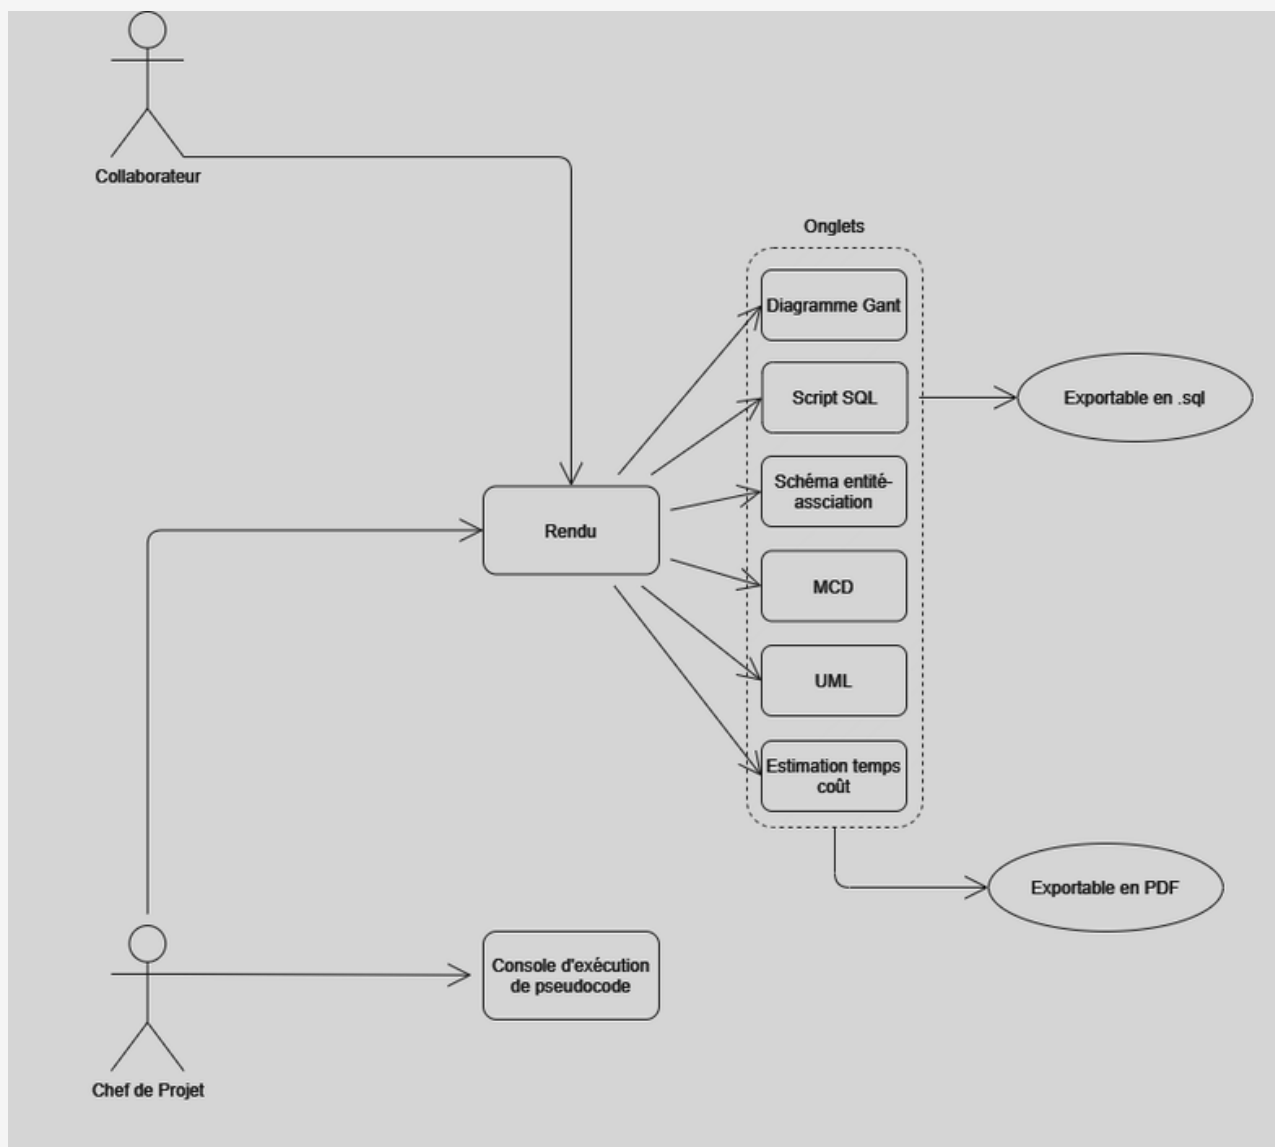 Collaborateur
Onglets
Diagramme Gant
Script SQL
Exportable en .sql
Schéma entité-
assciation
Rendu
MCD
UML
Estimation temps
coût
Exportable en PDF
Console d'exécution
de pseudocode
Chef de Projet